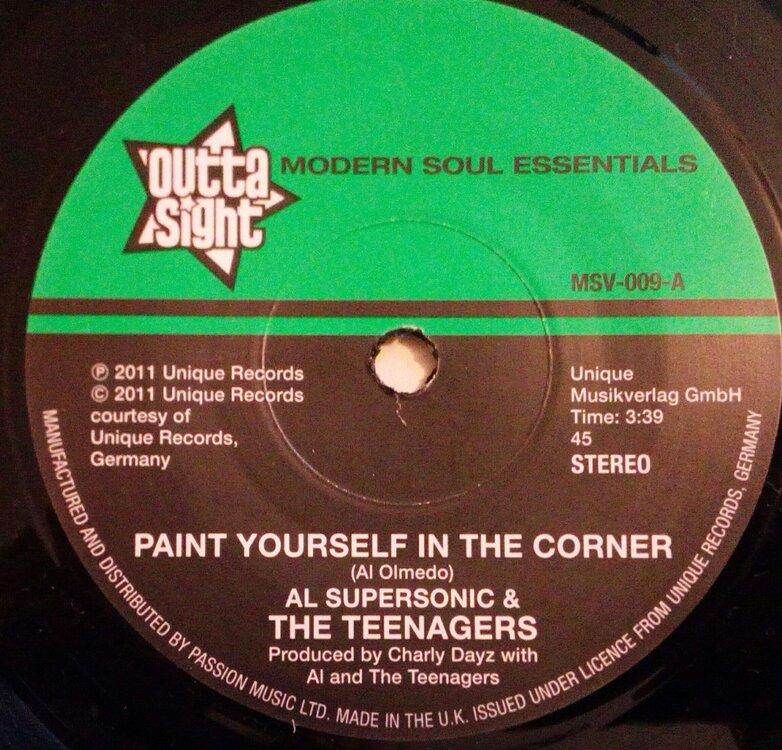 outta
sight
MODERN SOUL ESSENTIALS
MSV-009-A
℗ 2011 Unique Records
© 2011 Unique Records
courtesy of
Unique Records,
Germany
Unique
Musikverlag GmbH
Time: 3:39
45
STEREO
PAINT YOURSELF IN THE CORNER
(Al Olmedo)
AL SUPERSONIC &
THE TEENAGERS
Produced by Charly Dayz with
Al and The Teenagers
MANUFACTURED AND DISTRIBUTED BY PASSION MUSIC LTD. MADE IN THE U.K. ISSUED UNDER LICENCE FROM UNIQUE RECORDS, GERMANY